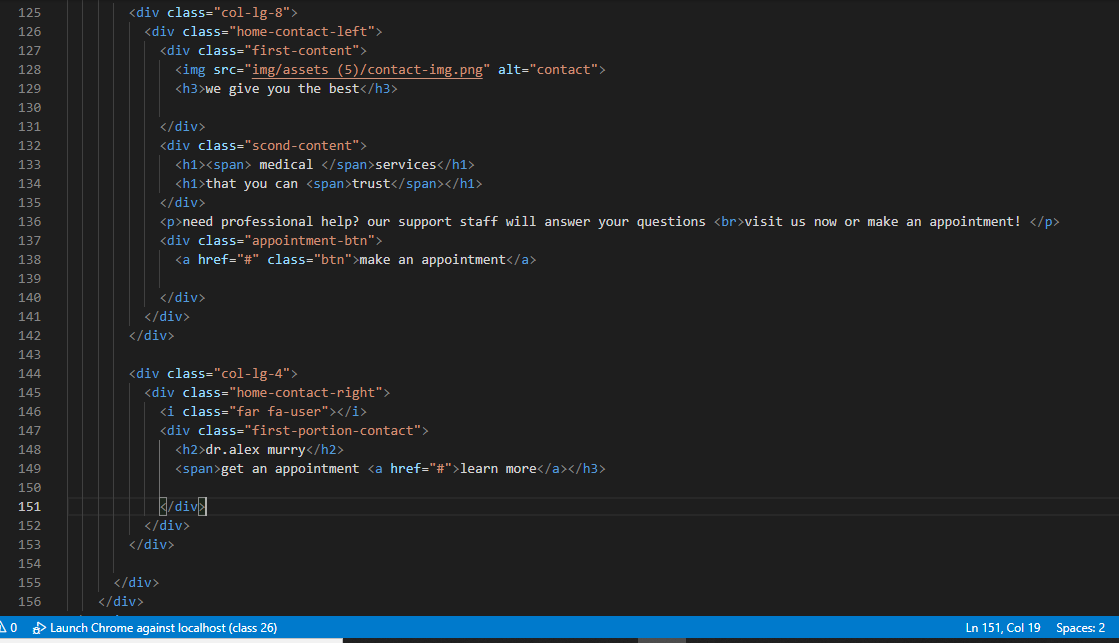 125 <div class="col-lg-8">
126 <div class="home-contact-left">
127 <div class="first-content">
128 <img src="img/assets (5)/contact-img.png" alt="contact">
129 <h3>we give you the best</h3>
130
131 </div>
132 <div class="scond-content">
133 <h1><span> medical </span>services</h1>
134 <h1>that you can <span>trust</span></h1>
135 </div>
136 <p>need professional help? our support staff will answer your questions <br>visit us now or make an appointment! </p>
137 <div class="appointment-btn">
138 <a href="#" class="btn">make an appointment</a>
139
140 </div>
141 </div>
142 </div>
143
144 <div class="col-lg-4">
145 <div class="home-contact-right">
146 <i class="far fa-user"></i>
147 <div class="first-portion-contact">
148 <h2>dr.alex murry</h2>
149 <span>get an appointment <a href="#">learn more</a></h3>
150
151 </div>
152 </div>
153 </div>
154
155 </div>
156 </div>
0 Launch Chrome against localhost (class 26) Ln 151, Col 19 Spaces: 2